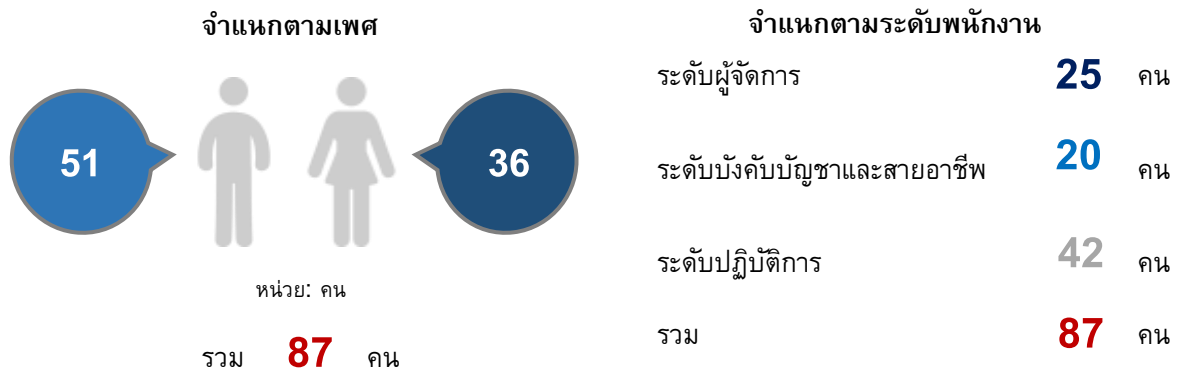 จำแนกตามเพศ
51
36
หน่วย: คน
รวม 87 คน
จำแนกตามระดับพนักงาน
ระดับผู้จัดการ 25 คน
ระดับบังคับบัญชาและสายอาชีพ 20 คน
ระดับปฏิบัติการ 42 คน
รวม 87 คน